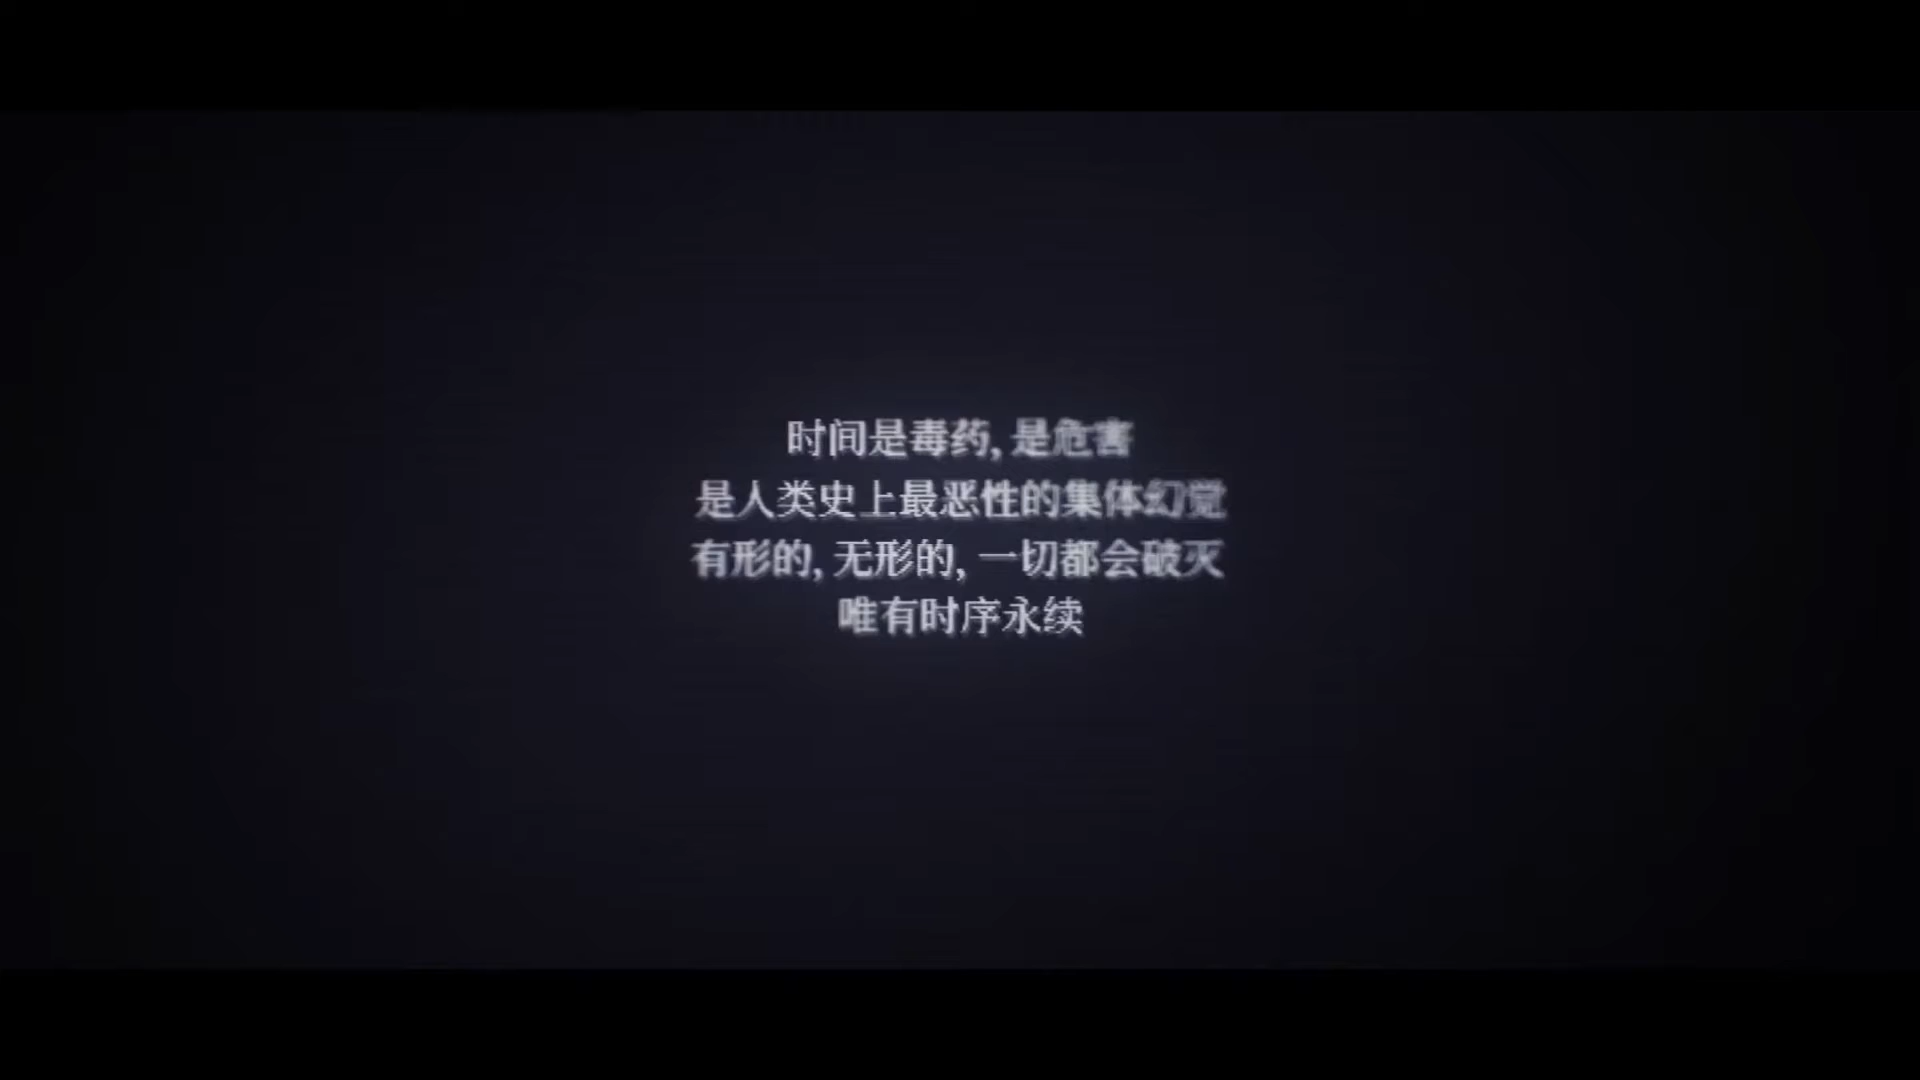 时间是毒药, 是危害
是人类史上最恶性的集体幻觉
有形的, 无形的, 一切都会破灭
唯有时序永续